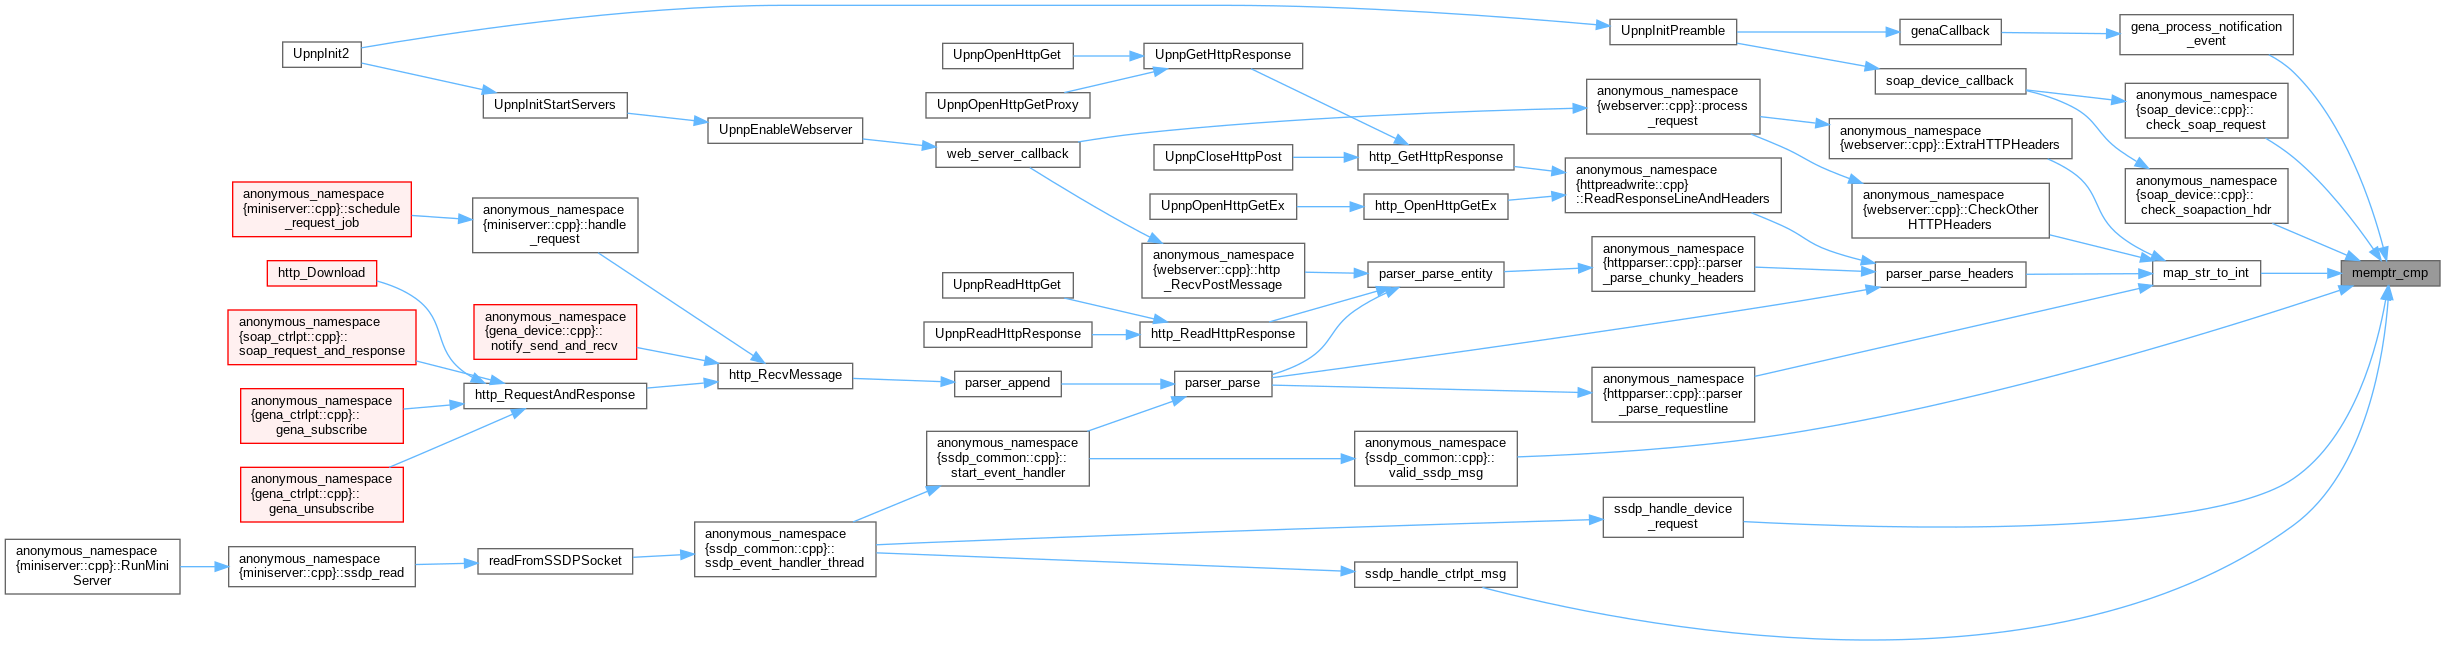 UpnpInit2
UpnpInitStartServers
UpnpEnableWebserver
UpnpOpenHttpGet
UpnpOpenHttpGetProxy
web_server_callback
UpnpGetHttpResponse
UpnpCloseHttpPost
UpnpOpenHttpGetEx
http_GetHttpResponse
http_OpenHttpGetEx
UpnpInitPreamble
anonymous_namespace
{webserver::cpp}::process
_request
anonymous_namespace
{httpreadwrite::cpp}
::ReadResponseLineAndHeaders
genaCallback
soap_device_callback
anonymous_namespace
{webserver::cpp}::ExtraHTTPHeaders
anonymous_namespace
{webserver::cpp}::CheckOther
HTTPHeaders
gena_process_notification
_event
anonymous_namespace
{soap_device::cpp}::
check_soap_request
anonymous_namespace
{soap_device::cpp}::
check_soapaction_hdr
map_str_to_int
memptr_cmp
parser_parse_headers
anonymous_namespace
{httpparser::cpp}::parser
_parse_chunky_headers
parser_parse_entity
anonymous_namespace
{webserver::cpp}::http
_RecvPostMessage
UpnpReadHttpGet
UpnpReadHttpResponse
http_ReadHttpResponse
anonymous_namespace
{miniserver::cpp}::schedule
_request_job
anonymous_namespace
{miniserver::cpp}::handle
_request
http_Download
anonymous_namespace
{soap_ctrlpt::cpp}::
soap_request_and_response
anonymous_namespace
{gena_device::cpp}::
notify_send_and_recv
anonymous_namespace
{gena_ctrlpt::cpp}::
gena_subscribe
anonymous_namespace
{gena_ctrlpt::cpp}::
gena_unsubscribe
http_RequestAndResponse
http_RecvMessage
parser_append
parser_parse
anonymous_namespace
{httpparser::cpp}::parser
_parse_requestline
anonymous_namespace
{ssdp_common::cpp}::
start_event_handler
anonymous_namespace
{ssdp_common::cpp}::
valid_ssdp_msg
ssdp_handle_device
_request
ssdp_handle_ctrlpt_msg
anonymous_namespace
{ssdp_common::cpp}::
ssdp_event_handler_thread
readFromSSDPSocket
anonymous_namespace
{miniserver::cpp}::ssdp_read
anonymous_namespace
{miniserver::cpp}::RunMini
Server